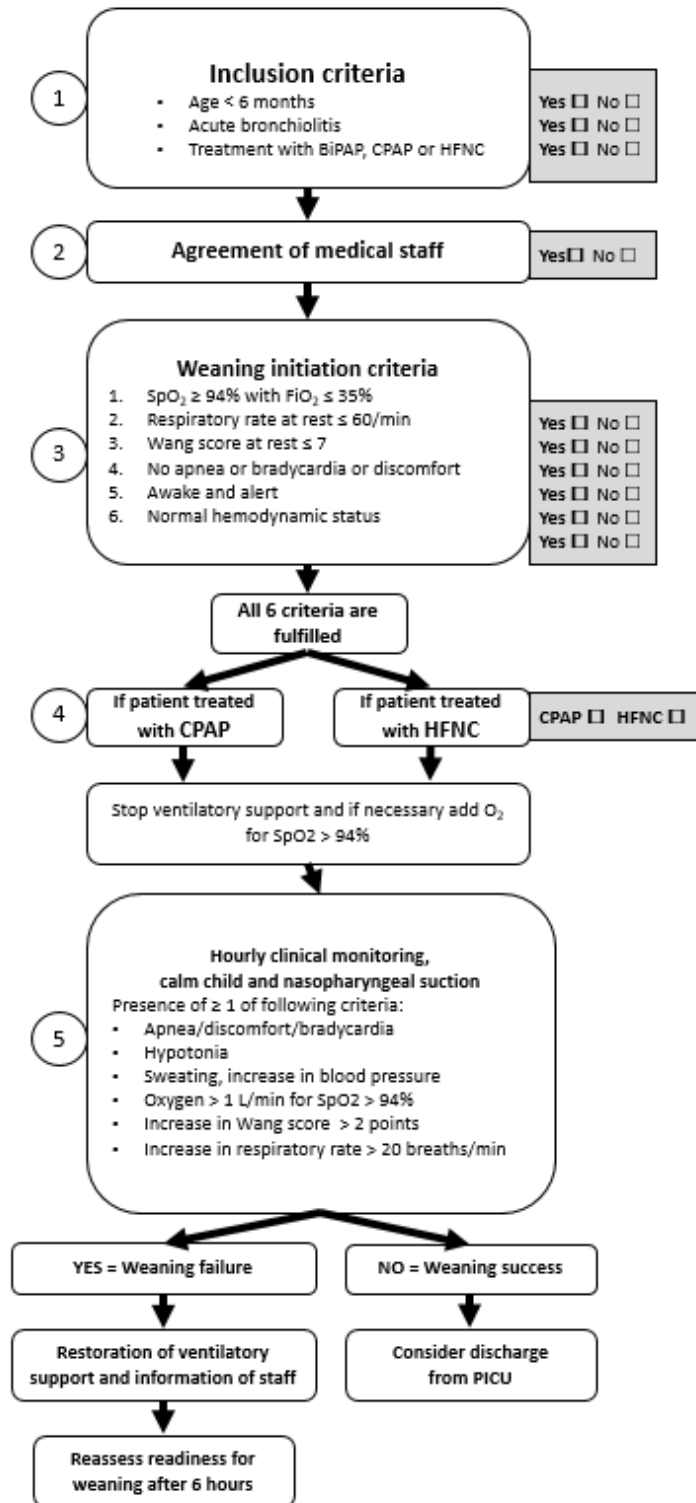 1
Inclusion criteria
▪ Age < 6 months
▪ Acute bronchiolitis
▪ Treatment with BiPAP, CPAP or HFNC
Yes ☐ No ☐
Yes ☐ No ☐
Yes ☐ No ☐
2
Agreement of medical staff
Yes☐ No ☐
3
Weaning initiation criteria
1. SpO₂ ≥ 94% with FiO₂ ≤ 35%
2. Respiratory rate at rest ≤ 60/min
3. Wang score at rest ≤ 7
4. No apnea or bradycardia or discomfort
5. Awake and alert
6. Normal hemodynamic status
Yes ☐ No ☐
Yes ☐ No ☐
Yes ☐ No ☐
Yes ☐ No ☐
Yes ☐ No ☐
Yes ☐ No ☐
All 6 criteria are
fulfilled
4
If patient treated
with CPAP
If patient treated
with HFNC
CPAP ☐ HFNC ☐
Stop ventilatory support and if necessary add O₂
for SpO2 > 94%
5
Hourly clinical monitoring,
calm child and nasopharyngeal suction
Presence of ≥ 1 of following criteria:
▪ Apnea/discomfort/bradycardia
▪ Hypotonia
▪ Sweating, increase in blood pressure
▪ Oxygen > 1 L/min for SpO2 > 94%
▪ Increase in Wang score > 2 points
▪ Increase in respiratory rate > 20 breaths/min
YES = Weaning failure
NO = Weaning success
Restoration of ventilatory
support and information of staff
Consider discharge
from PICU
Reassess readiness for
weaning after 6 hours